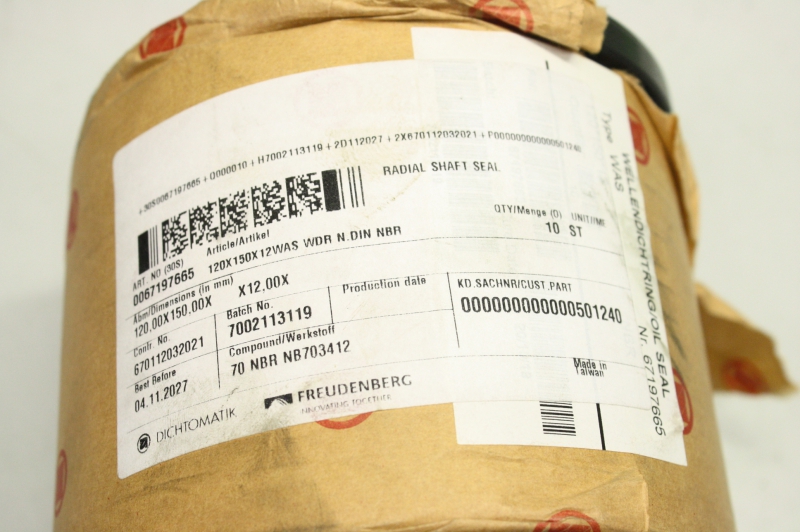 +30S0067197665 + Q000010 + H7002113119 + 2D112027 + 2X670112032021 + P000000000000501240
RADIAL SHAFT SEAL
ART. NO (30S)
0067197665
Article/Artikel
120X150X12WAS WDR N.DIN NBR
QTY/Menge (Q) UNIT/ME
10 ST
Abm/Dimensions (in mm)
120,00X150,00X X12,00X
Contr. No.
670112032021
Batch No.
7002113119
Production date
KD.SACHNR/CUST.PART
000000000000501240
Best Before
04.11.2027
Compound/Werkstoff
70 NBR NB703412
Made in
Taiwan
DICHTOMATIK
FREUDENBERG
INNOVATING TOGETHER
WELLENDICHTRING/OIL SEAL
Type WAS
Nr. 67197665